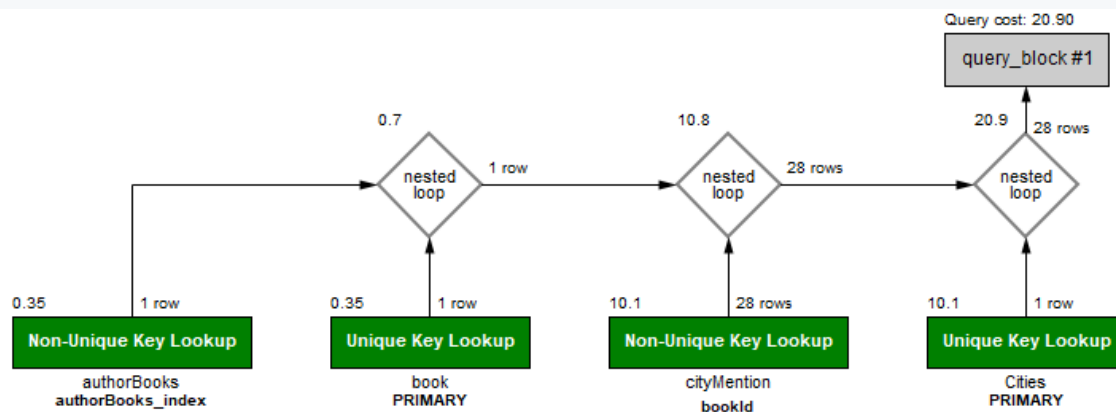 Query cost: 20.90
query_block #1
0.7
10.8
20.9
28 rows
nested
loop
1 row
nested
loop
28 rows
nested
loop
0.35
1 row
0.35
1 row
10.1
28 rows
10.1
1 row
Non-Unique Key Lookup
Unique Key Lookup
Non-Unique Key Lookup
Unique Key Lookup
authorBooks
authorBooks_index
book
PRIMARY
cityMention
bookId
Cities
PRIMARY